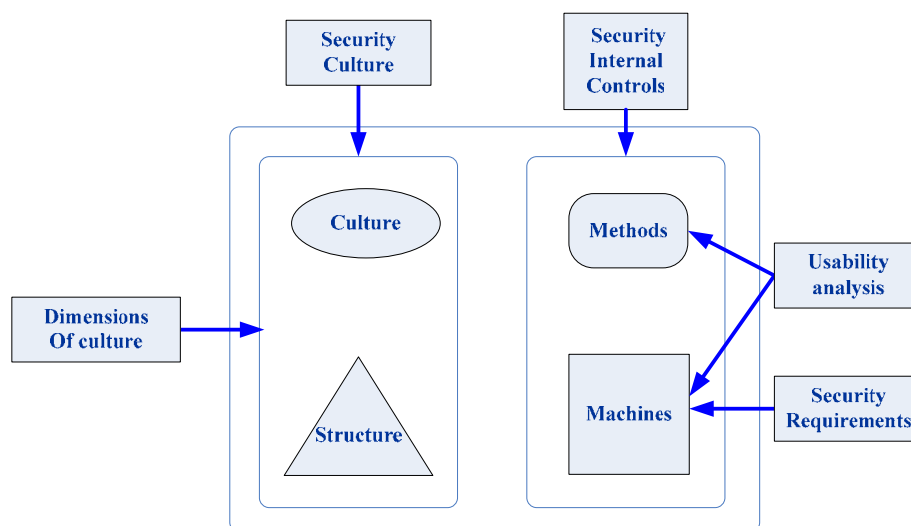 Security
Culture
Security
Internal
Controls
Culture
Methods
Usability
analysis
Dimensions
Of culture
Structure
Machines
Security
Requirements